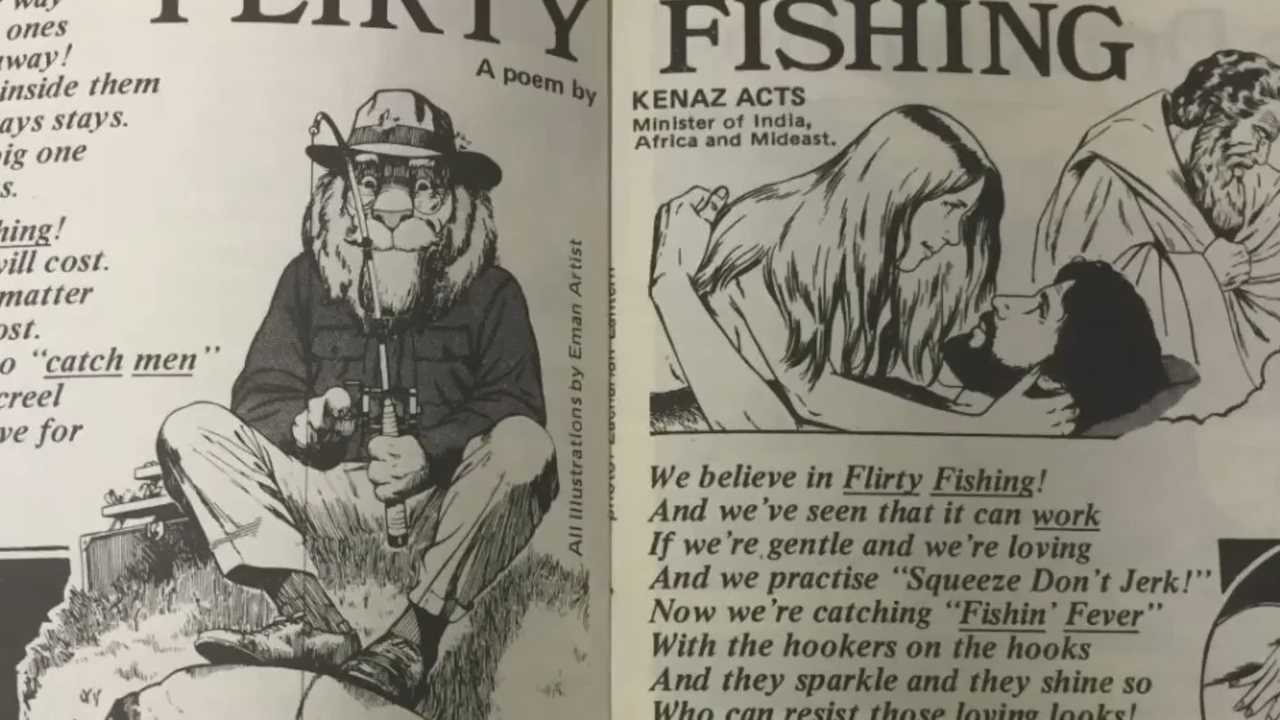 FLIRTY
FISHING
A poem by
KENAZ ACTS
Minister of India,
Africa and Mideast.
way
ones
away!
inside them
ays stays.
big one
s.
hing!
will cost.
matter
ost.
o "catch men"
creel
ve for
All illustrations by Eman Artist
We believe in Flirty Fishing!
And we've seen that it can work
If we're gentle and we're loving
And we practise "Squeeze Don't Jerk!"
Now we're catching "Fishin' Fever"
With the hookers on the hooks
And they sparkle and they shine so
Who can resist those loving looks!